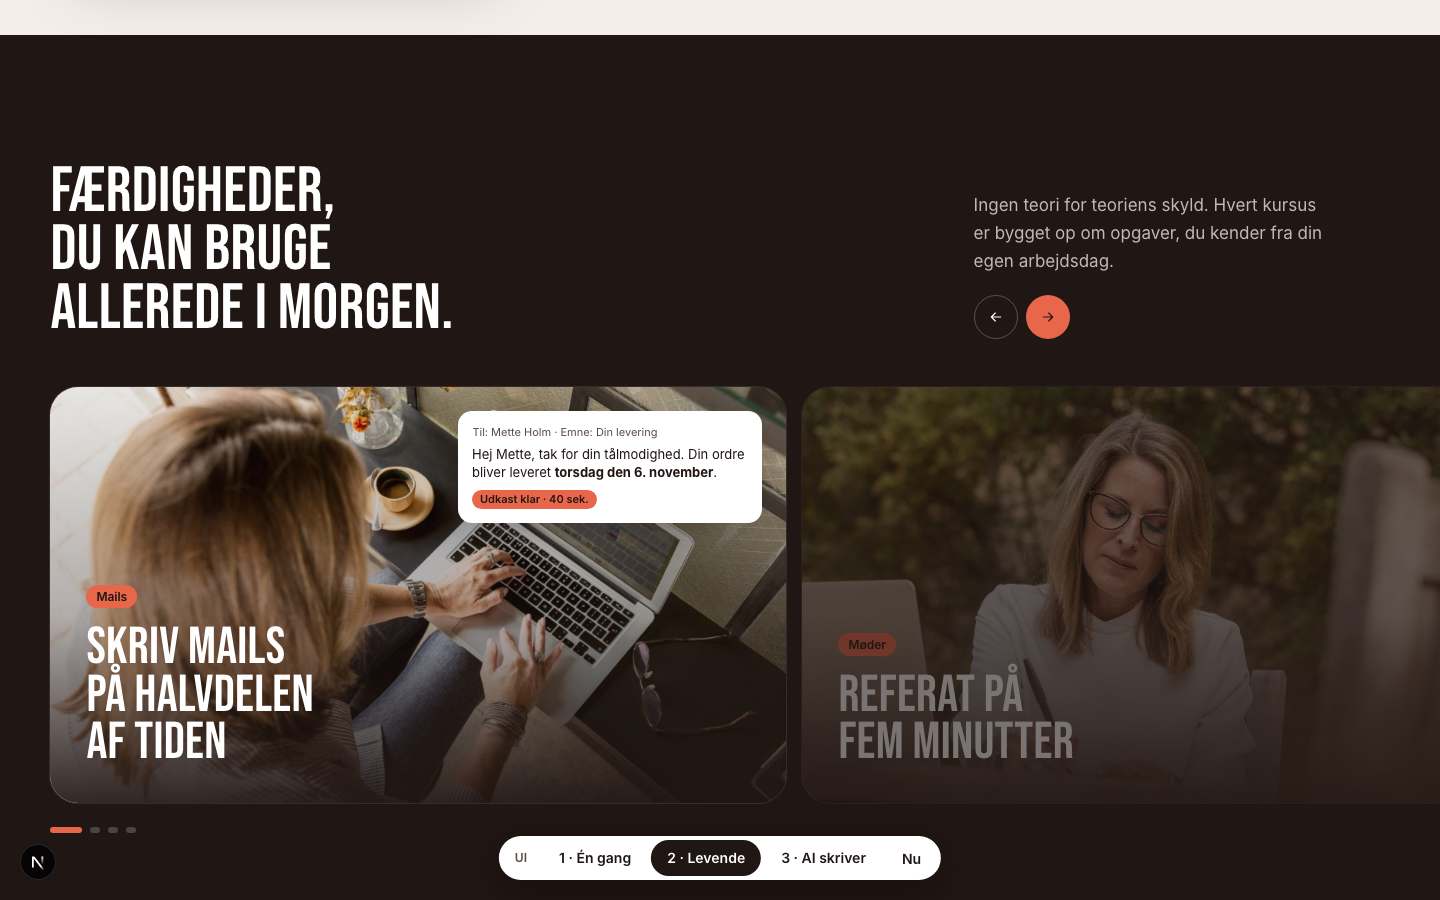 FÆRDIGHEDER,
DU KAN BRUGE
ALLEREDE I MORGEN.
Ingen teori for teoriens skyld. Hvert kursus
er bygget op om opgaver, du kender fra din
egen arbejdsdag.
Til: Mette Holm · Emne: Din levering
Hej Mette, tak for din tålmodighed. Din ordre
bliver leveret torsdag den 6. november.
Udkast klar · 40 sek.
Mails
SKRIV MAILS
PÅ HALVDELEN
AF TIDEN
Møder
REFERAT PÅ
FEM MINUTTER
UI
1 · Én gang
2 · Levende
3 · AI skriver
Nu
N